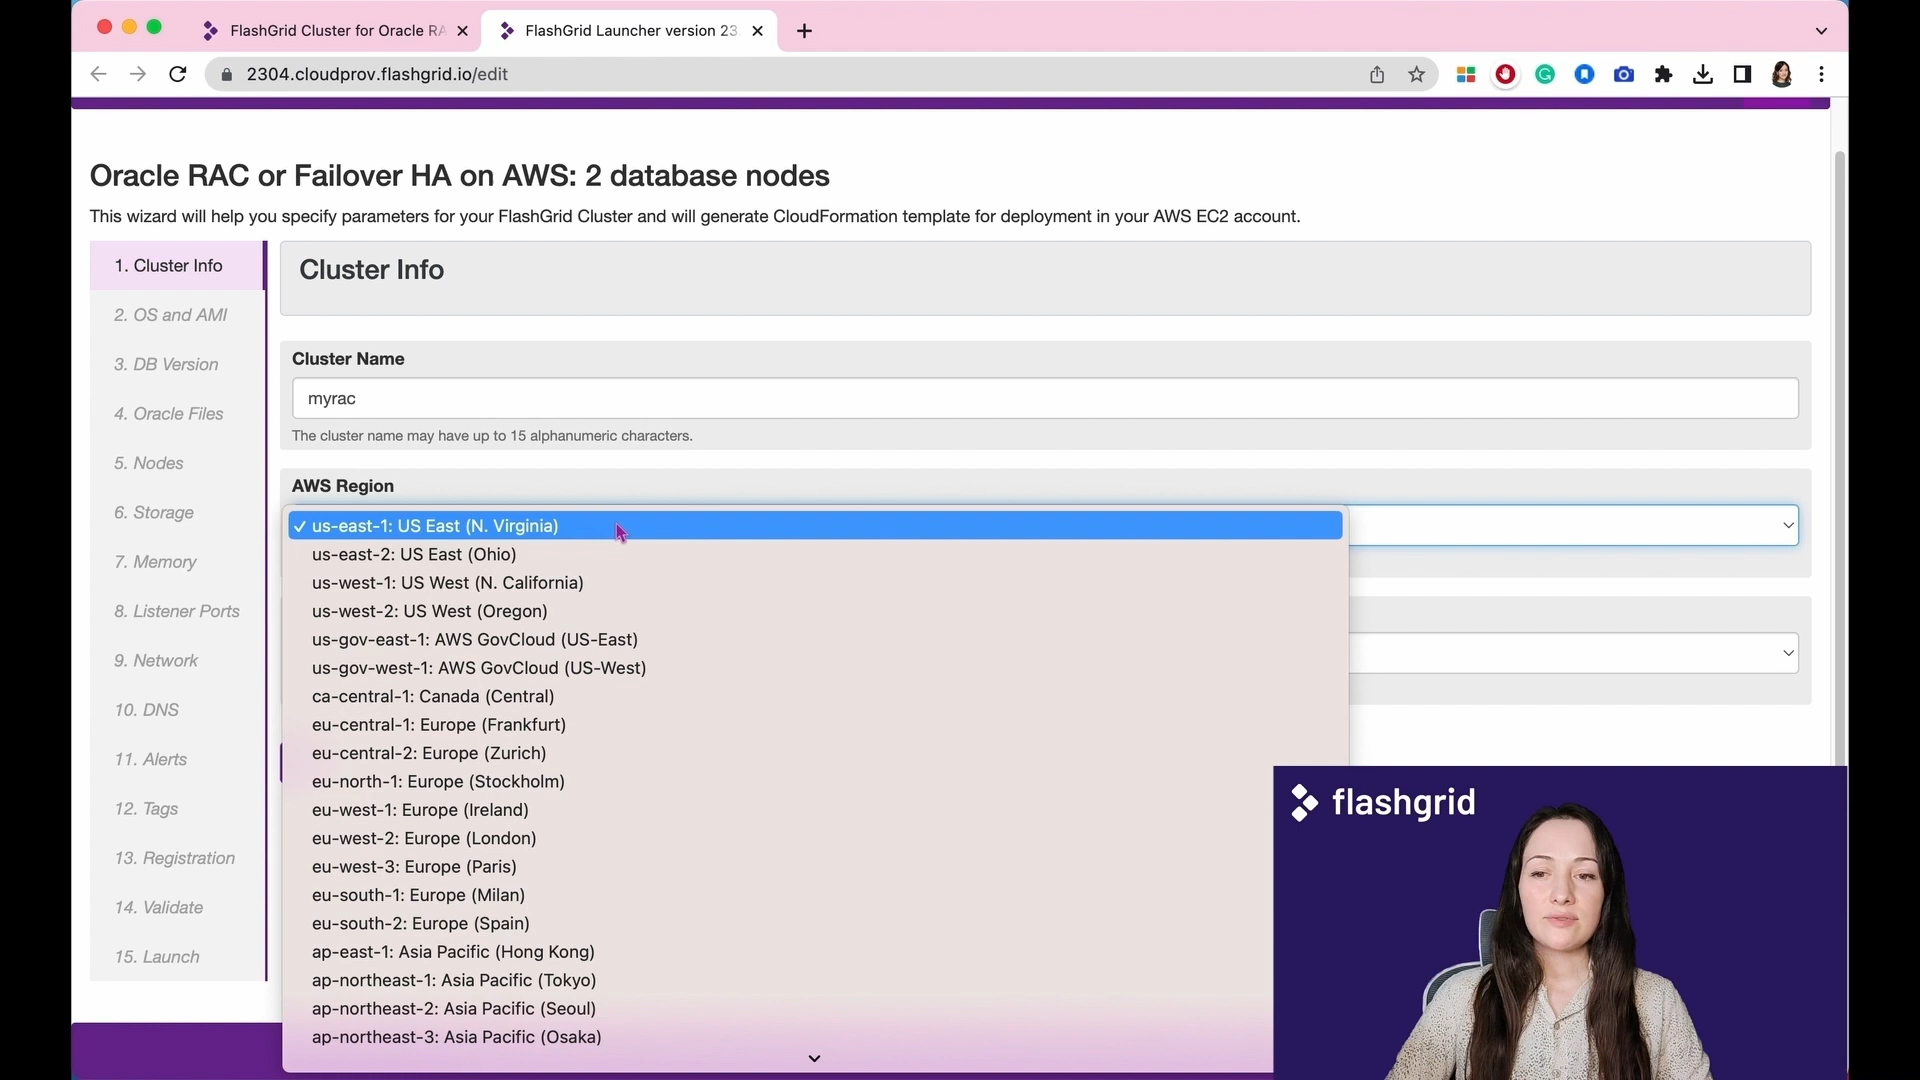 FlashGrid Cluster for Oracle RA
FlashGrid Launcher version 23
2304.cloudprov.flashgrid.io/edit
Oracle RAC or Failover HA on AWS: 2 database nodes
This wizard will help you specify parameters for your FlashGrid Cluster and will generate CloudFormation template for deployment in your AWS EC2 account.
1. Cluster Info
2. OS and AMI
3. DB Version
4. Oracle Files
5. Nodes
6. Storage
7. Memory
8. Listener Ports
9. Network
10. DNS
11. Alerts
12. Tags
13. Registration
14. Validate
15. Launch
Cluster Info
Cluster Name
myrac
The cluster name may have up to 15 alphanumeric characters.
AWS Region
✓ us-east-1: US East (N. Virginia)
us-east-2: US East (Ohio)
us-west-1: US West (N. California)
us-west-2: US West (Oregon)
us-gov-east-1: AWS GovCloud (US-East)
us-gov-west-1: AWS GovCloud (US-West)
ca-central-1: Canada (Central)
eu-central-1: Europe (Frankfurt)
eu-central-2: Europe (Zurich)
eu-north-1: Europe (Stockholm)
eu-west-1: Europe (Ireland)
eu-west-2: Europe (London)
eu-west-3: Europe (Paris)
eu-south-1: Europe (Milan)
eu-south-2: Europe (Spain)
ap-east-1: Asia Pacific (Hong Kong)
ap-northeast-1: Asia Pacific (Tokyo)
ap-northeast-2: Asia Pacific (Seoul)
ap-northeast-3: Asia Pacific (Osaka)
flashgrid